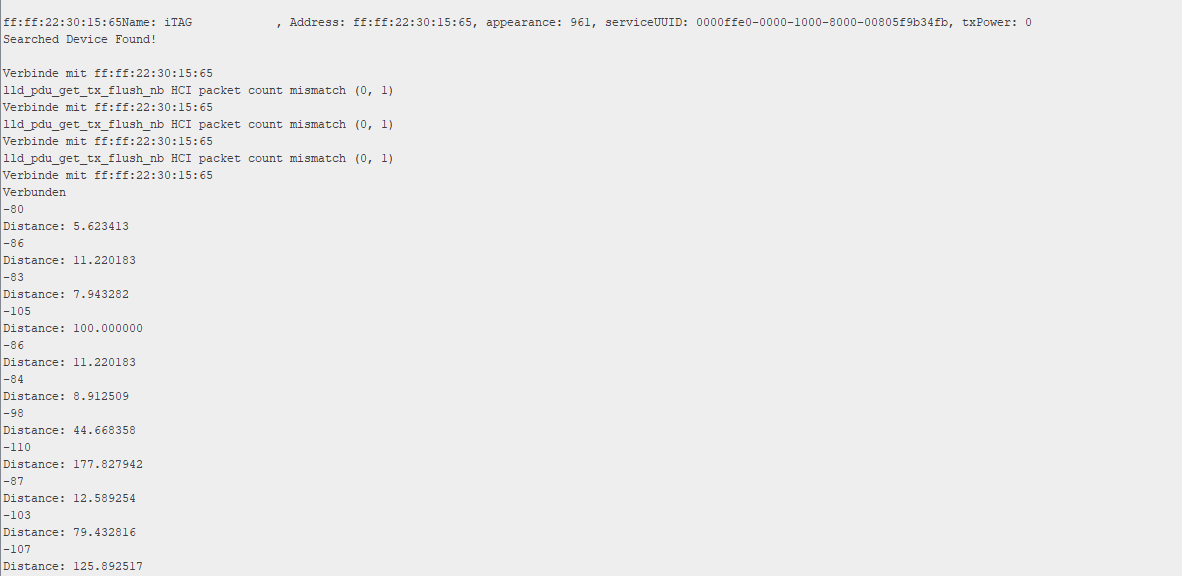 ff:ff:22:30:15:65Name: iTAG            , Address: ff:ff:22:30:15:65, appearance: 961, serviceUUID: 0000ffe0-0000-1000-8000-00805f9b34fb, txPower: 0
Searched Device Found!
Verbinde mit ff:ff:22:30:15:65
lld_pdu_get_tx_flush_nb HCI packet count mismatch (0, 1)
Verbinde mit ff:ff:22:30:15:65
lld_pdu_get_tx_flush_nb HCI packet count mismatch (0, 1)
Verbinde mit ff:ff:22:30:15:65
lld_pdu_get_tx_flush_nb HCI packet count mismatch (0, 1)
Verbinde mit ff:ff:22:30:15:65
Verbunden
-80
Distance: 5.623413
-86
Distance: 11.220183
-83
Distance: 7.943282
-105
Distance: 100.000000
-86
Distance: 11.220183
-84
Distance: 8.912509
-98
Distance: 44.668358
-110
Distance: 177.827942
-87
Distance: 12.589254
-103
Distance: 79.432816
-107
Distance: 125.892517